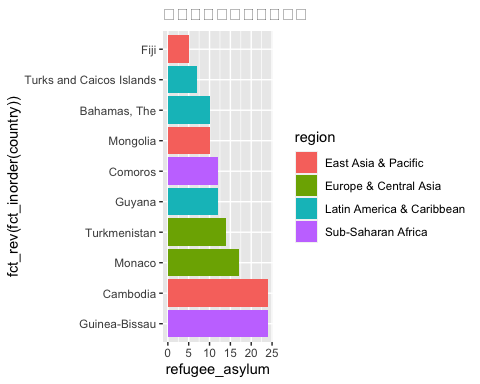 Fiji
Turks and Caicos Islands
Bahamas, The
Mongolia
Comoros
Guyana
Turkmenistan
Monaco
Cambodia
Guinea-Bissau
0 5 10 15 20 25
refugee_asylum
fct_rev(fct_inorder(country))
region
East Asia & Pacific
Europe & Central Asia
Latin America & Caribbean
Sub-Saharan Africa